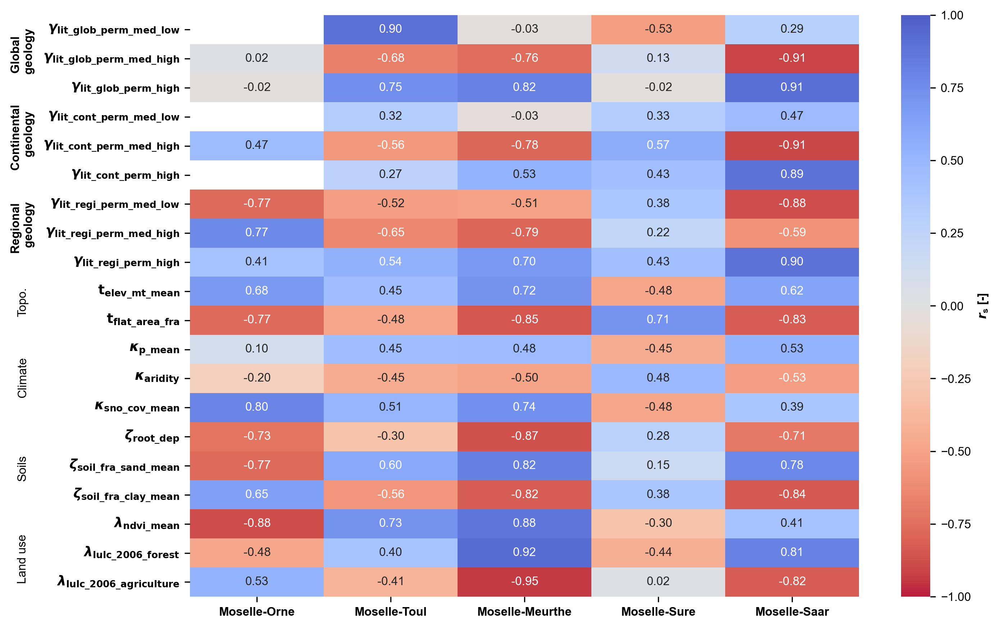 Global
geology
γlit_glob_perm_med_low 0.90 -0.03 -0.53 0.29
γlit_glob_perm_med_high 0.02 -0.68 -0.76 0.13 -0.91
γlit_glob_perm_high -0.02 0.75 0.82 -0.02 0.91
Continental
geology
γlit_cont_perm_med_low 0.32 -0.03 0.33 0.47
γlit_cont_perm_med_high 0.47 -0.56 -0.78 0.57 -0.91
γlit_cont_perm_high 0.27 0.53 0.43 0.89
Regional
geology
γlit_regi_perm_med_low -0.77 -0.52 -0.51 0.38 -0.88
γlit_regi_perm_med_high 0.77 -0.65 -0.79 0.22 -0.59
γlit_regi_perm_high 0.41 0.54 0.70 0.43 0.90
Topo.
telev_mt_mean 0.68 0.45 0.72 -0.48 0.62
tflat_area_fra -0.77 -0.48 -0.85 0.71 -0.83
Climate
κp_mean 0.10 0.45 0.48 -0.45 0.53
κaridity -0.20 -0.45 -0.50 0.48 -0.53
κsno_cov_mean 0.80 0.51 0.74 -0.48 0.39
Soils
ζroot_dep -0.73 -0.30 -0.87 0.28 -0.71
ζsoil_fra_sand_mean -0.77 0.60 0.82 0.15 0.78
ζsoil_fra_clay_mean 0.65 -0.56 -0.82 0.38 -0.84
Land use
λndvi_mean -0.88 0.73 0.88 -0.30 0.41
λlulc_2006_forest -0.48 0.40 0.92 -0.44 0.81
λlulc_2006_agriculture 0.53 -0.41 -0.95 0.02 -0.82
Moselle-Orne Moselle-Toul Moselle-Meurthe Moselle-Sure Moselle-Saar
1.00
0.75
0.50
0.25
0.00
−0.25
−0.50
−0.75
−1.00
rs [-]